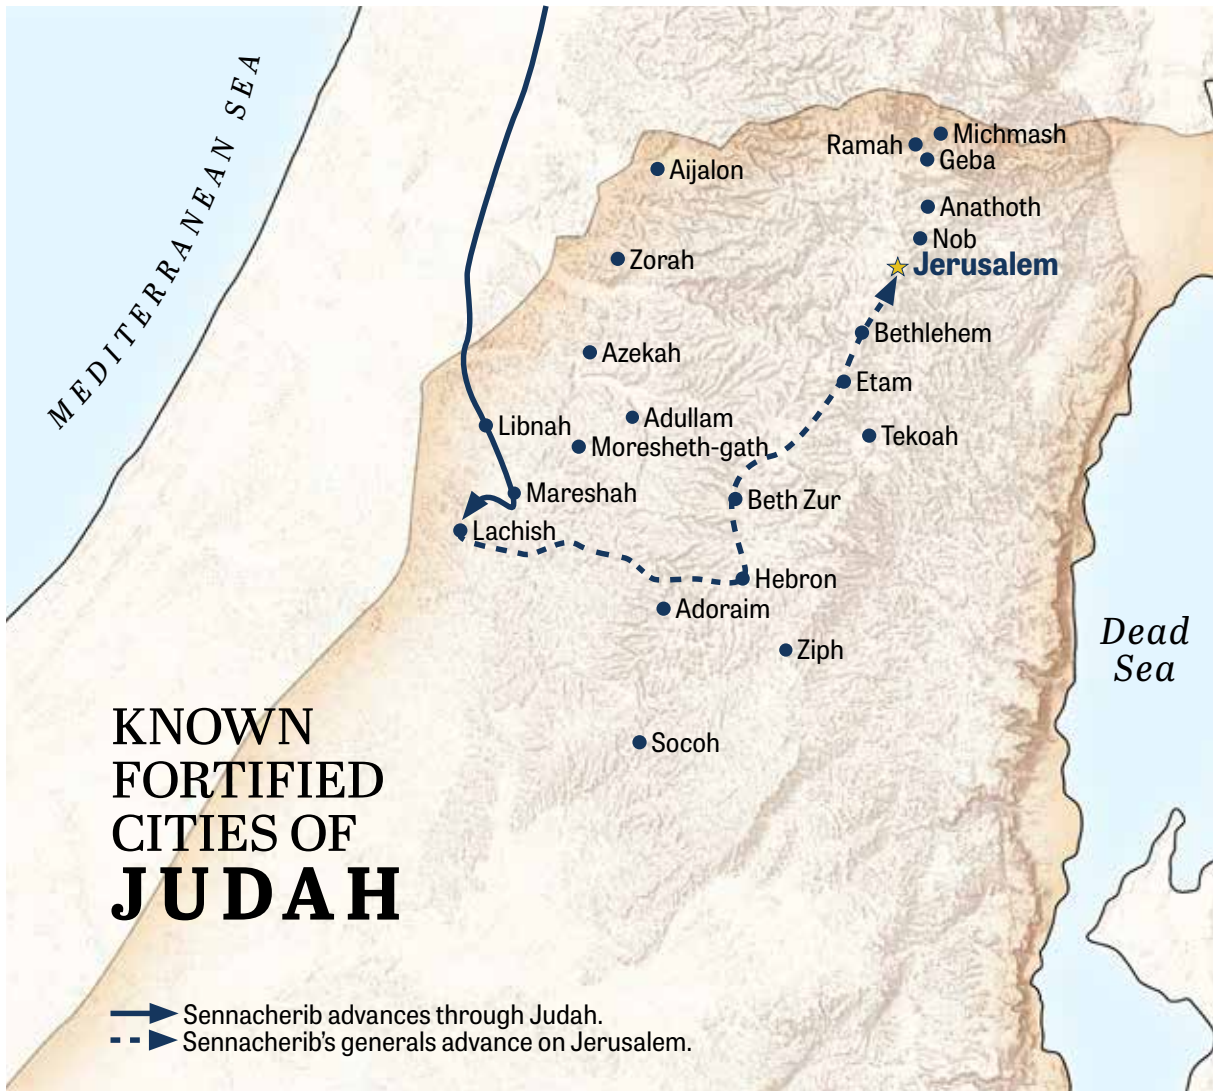 MEDITERRANEAN SEA
Michmash
Ramah
Geba
Aijalon
Anathoth
Nob
Zorah
Jerusalem
Bethlehem
Azekah
Etam
Adullam
Libnah
Tekoah
Moresheth-gath
Mareshah
Beth Zur
Lachish
Hebron
Adoraim
Dead
Sea
Ziph
Socoh
KNOWN
FORTIFIED
CITIES OF
JUDAH
Sennacherib advances through Judah.
Sennacherib's generals advance on Jerusalem.